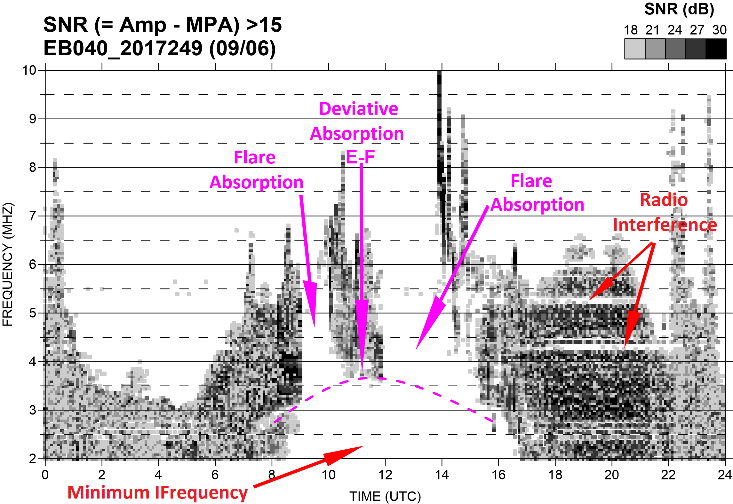 SNR (= Amp - MPA) >15
EB040_2017249 (09/06)
SNR (dB)
18 21 24 27 30
10
9
8
7
6
5
4
3
2
FREQUENCY (MHZ)
Deviative
Absorption
E-F
Flare
Absorption
Flare
Absorption
Radio
Interference
0 2 4 6 8 10 12 14 16 18 20 22 24
Minimum IFrequency
TIME (UTC)